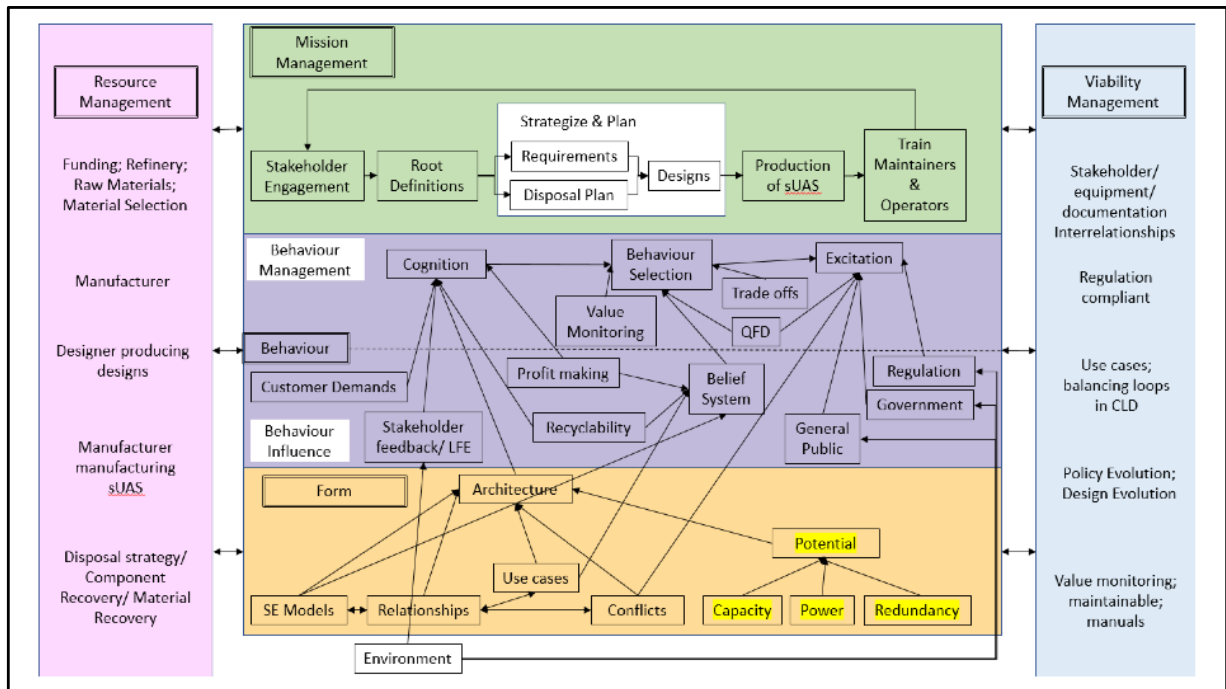 Resource
Management
Funding; Refinery;
Raw Materials;
Material Selection
Manufacturer
Designer producing
designs
Manufacturer
manufacturing
sUAS
Disposal strategy/
Component
Recovery/ Material
Recovery
Mission
Management
Stakeholder
Engagement
Root
Definitions
Strategize & Plan
Requirements
Disposal Plan
Designs
Production
of sUAS
Train
Maintainers
&
Operators
Behaviour
Management
Cognition
Behaviour
Selection
Excitation
Value
Monitoring
Trade offs
QFD
Behaviour
Customer Demands
Profit making
Belief
System
Regulation
Government
Behaviour
Influence
Stakeholder
feedback/ LFE
Recyclability
General
Public
Form
Architecture
Potential
Use cases
SE Models
Relationships
Conflicts
Capacity
Power
Redundancy
Environment
Viability
Management
Stakeholder/
equipment/
documentation
Interrelationships
Regulation
compliant
Use cases;
balancing loops
in CLD
Policy Evolution;
Design Evolution
Value monitoring;
maintainable;
manuals